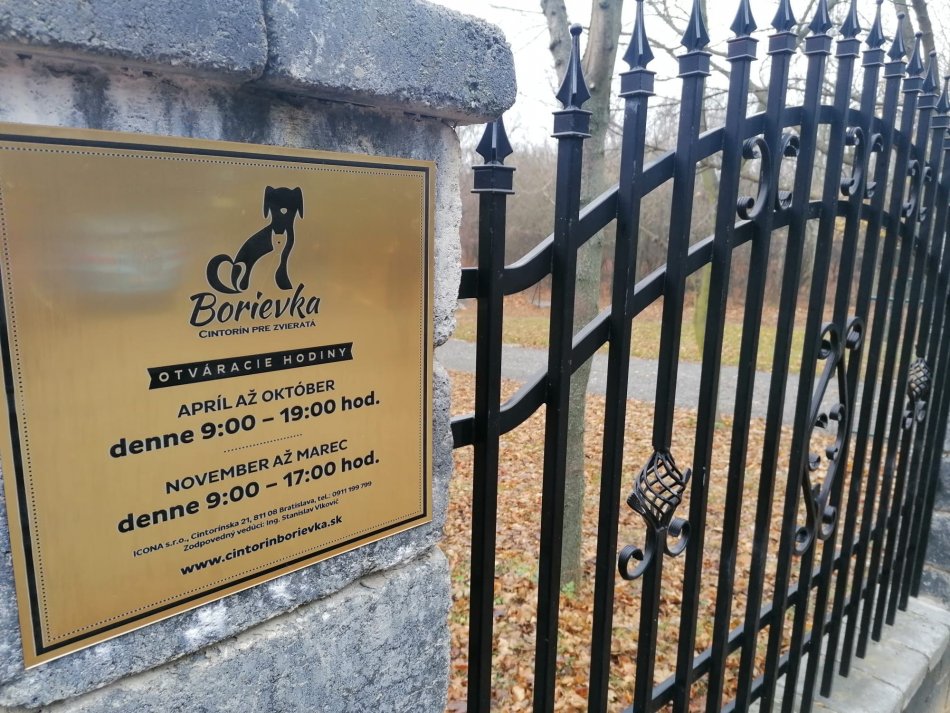 Borievka
CINTORÍN PRE ZVIERATÁ
OTVÁRACIE HODINY
APRÍL AŽ OKTÓBER
denne 9:00 – 19:00 hod.
NOVEMBER AŽ MAREC
denne 9:00 – 17:00 hod.
ICONA s.r.o., Cintorínska 21, 811 08 Bratislava, tel.: 0911 199 799
Zodpovedný vedúci: Ing. Stanislav Vlkovič
www.cintorinborievka.sk